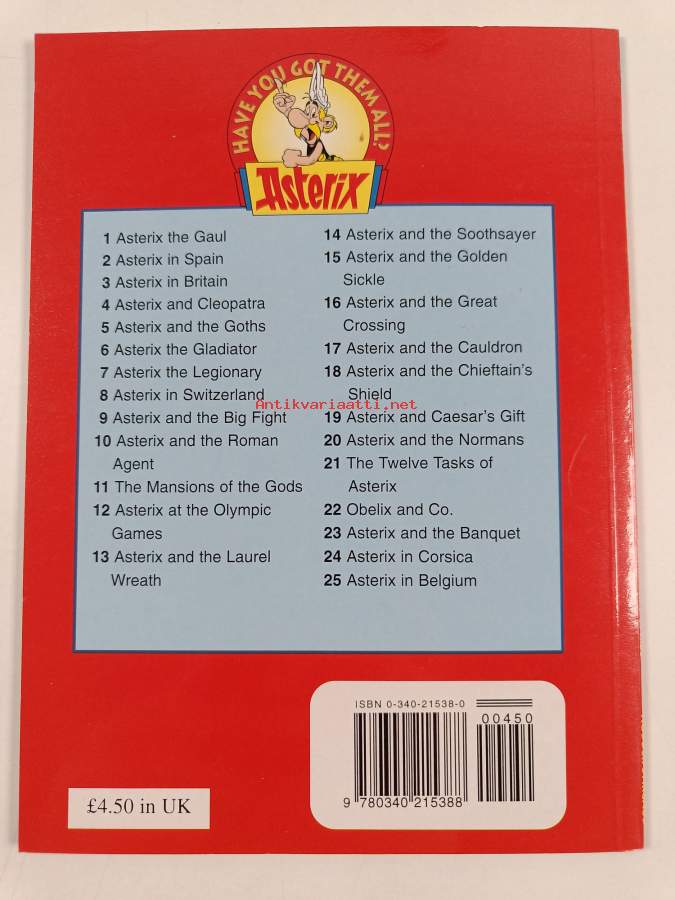 HAVE YOU GOT THEM ALL?
Asterix
1 Asterix the Gaul
2 Asterix in Spain
3 Asterix in Britain
4 Asterix and Cleopatra
5 Asterix and the Goths
6 Asterix the Gladiator
7 Asterix the Legionary
8 Asterix in Switzerland
9 Asterix and the Big Fight
10 Asterix and the Roman
Agent
11 The Mansions of the Gods
12 Asterix at the Olympic
Games
13 Asterix and the Laurel
Wreath
14 Asterix and the Soothsayer
15 Asterix and the Golden
Sickle
16 Asterix and the Great
Crossing
17 Asterix and the Cauldron
18 Asterix and the Chieftain's
Shield
19 Asterix and Caesar's Gift
20 Asterix and the Normans
21 The Twelve Tasks of
Asterix
22 Obelix and Co.
23 Asterix and the Banquet
24 Asterix in Corsica
25 Asterix in Belgium
Antikvariaatti.net
ISBN 0-340-21538-0
00450
9 780340 215388
£4.50 in UK